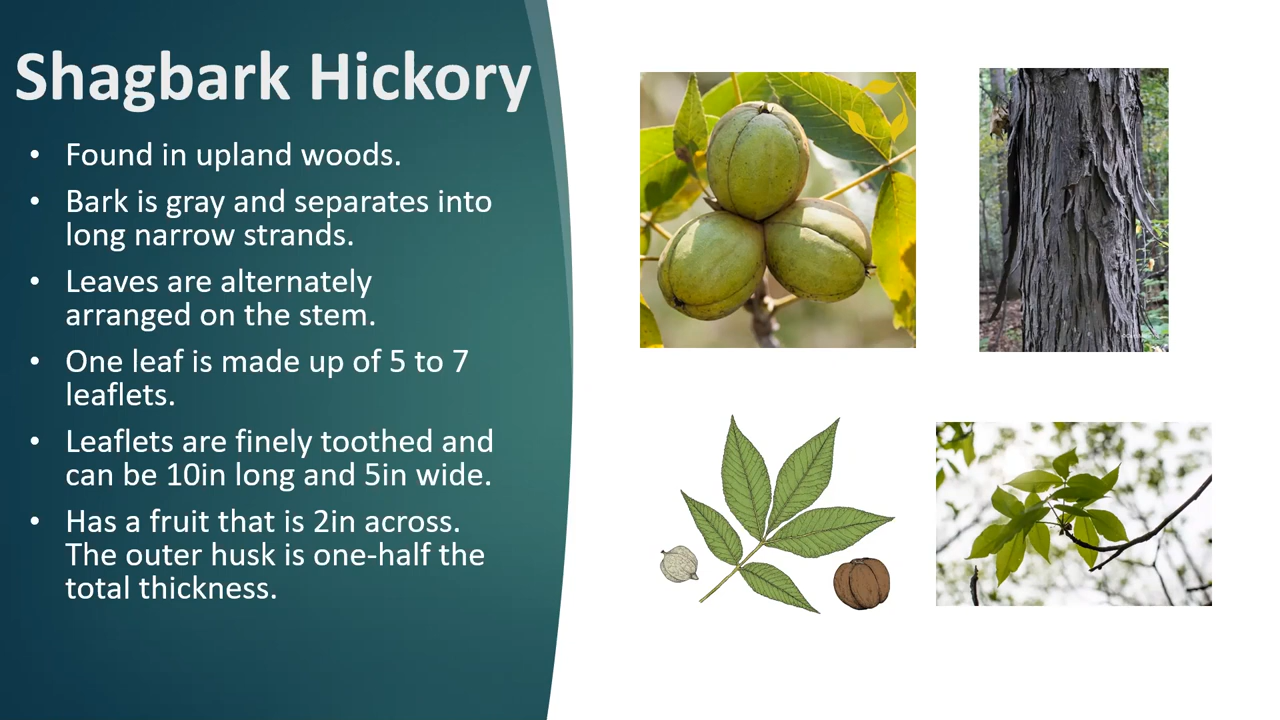 Shagbark Hickory
• Found in upland woods.
• Bark is gray and separates into
long narrow strands.
• Leaves are alternately
arranged on the stem.
• One leaf is made up of 5 to 7
leaflets.
• Leaflets are finely toothed and
can be 10in long and 5in wide.
• Has a fruit that is 2in across.
The outer husk is one-half the
total thickness.